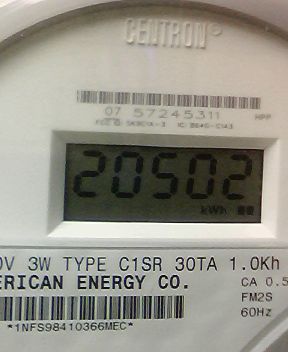 CENTRON®
07 57245311
HPP
20502
kWh
0V 3W TYPE C1SR 30TA 1.0Kh
ERICAN ENERGY CO.
CA 0.5
FM2S
*1NFS98410366MEC*
60Hz